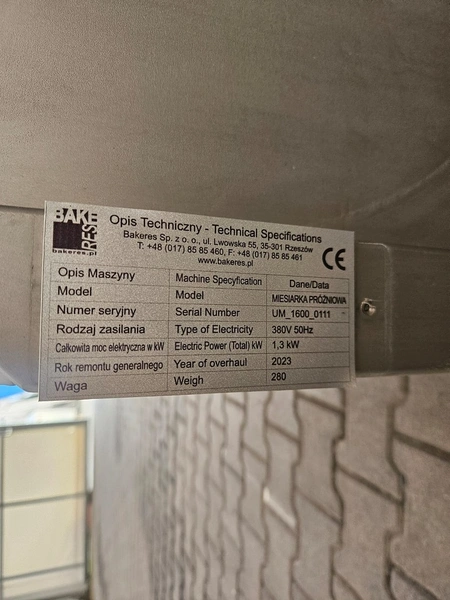 BAKE
RES
bakeres.pl
Opis Techniczny - Technical Specifications
Bakeres Sp. z o. o., ul. Lwowska 55, 35-301 Rzeszów
T: +48 (017) 85 85 460, F: +48 (017) 85 85 461
www.bakeres.pl
CE
Opis Maszyny Machine Specyfication Dane/Data
Model Model MIESIARKA PRÓŻNIOWA
Numer seryjny Serial Number UM_1600_0111
Rodzaj zasilania Type of Electricity 380V 50Hz
Całkowita moc elektryczna w kW Electric Power (Total) kW 1,3 kW
Rok remontu generalnego Year of overhaul 2023
Waga Weigh 280